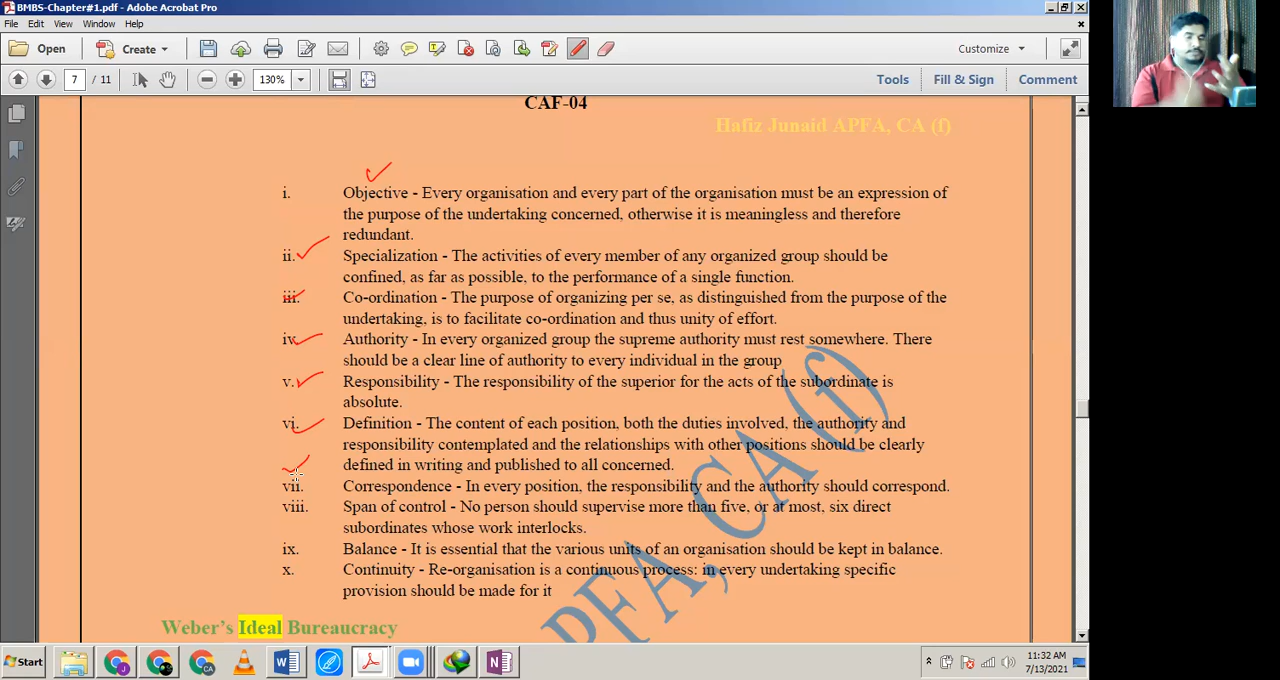 BMBS-Chapter#1.pdf - Adobe Acrobat Pro
File Edit View Window Help
Open Create Customize
7 / 11 130% Tools Fill & Sign Comment
CAF-04
Hafiz Junaid APFA, CA (f)
i. Objective - Every organisation and every part of the organisation must be an expression of
the purpose of the undertaking concerned, otherwise it is meaningless and therefore
redundant.
ii. Specialization - The activities of every member of any organized group should be
confined, as far as possible, to the performance of a single function.
iii. Co-ordination - The purpose of organizing per se, as distinguished from the purpose of the
undertaking, is to facilitate co-ordination and thus unity of effort.
iv. Authority - In every organized group the supreme authority must rest somewhere. There
should be a clear line of authority to every individual in the group
v. Responsibility - The responsibility of the superior for the acts of the subordinate is
absolute.
vi. Definition - The content of each position, both the duties involved, the authority and
responsibility contemplated and the relationships with other positions should be clearly
defined in writing and published to all concerned.
vii. Correspondence - In every position, the responsibility and the authority should correspond.
viii. Span of control - No person should supervise more than five, or at most, six direct
subordinates whose work interlocks.
ix. Balance - It is essential that the various units of an organisation should be kept in balance.
x. Continuity - Re-organisation is a continuous process: in every undertaking specific
provision should be made for it
PFA, CA (f)
Weber's Ideal Bureaucracy
Start
11:32 AM
7/13/2021